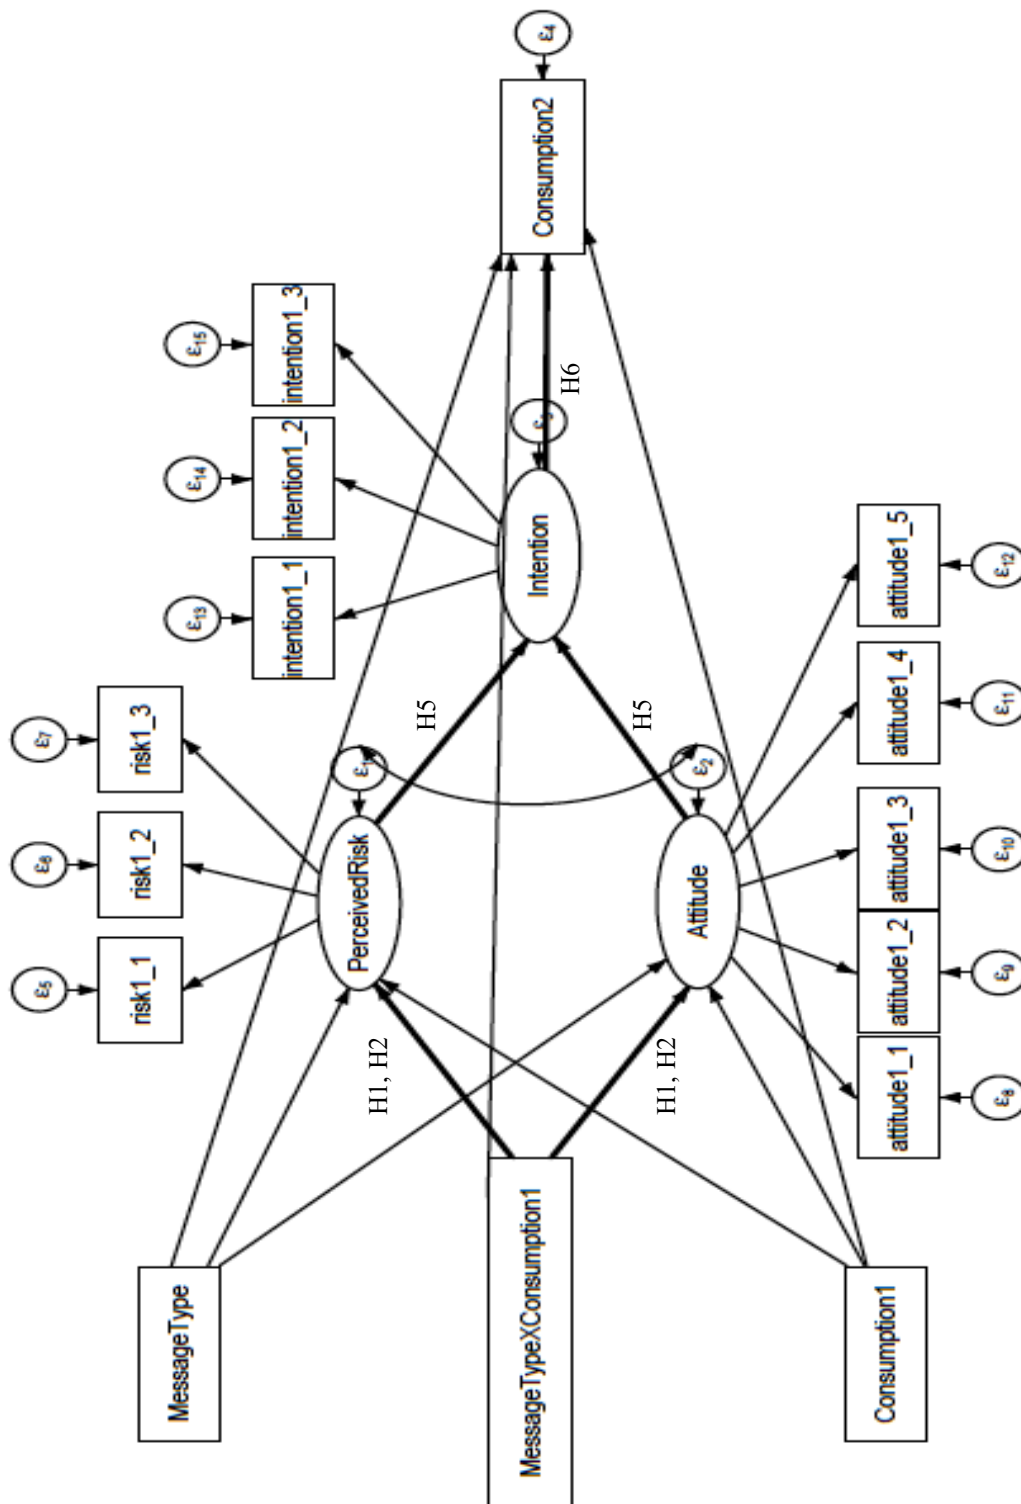 MessageType
MessageTypeXConsumption1
Consumption1
ε5
risk1_1
ε6
risk1_2
ε7
risk1_3
PerceivedRisk
ε1
H1, H2
H1, H2
Attitude
ε2
attitude1_1
ε8
attitude1_2
ε9
attitude1_3
ε10
attitude1_4
ε11
attitude1_5
ε12
H5
H5
Intention
ε3
ε13
intention1_1
ε14
intention1_2
ε15
intention1_3
H6
Consumption2
ε4